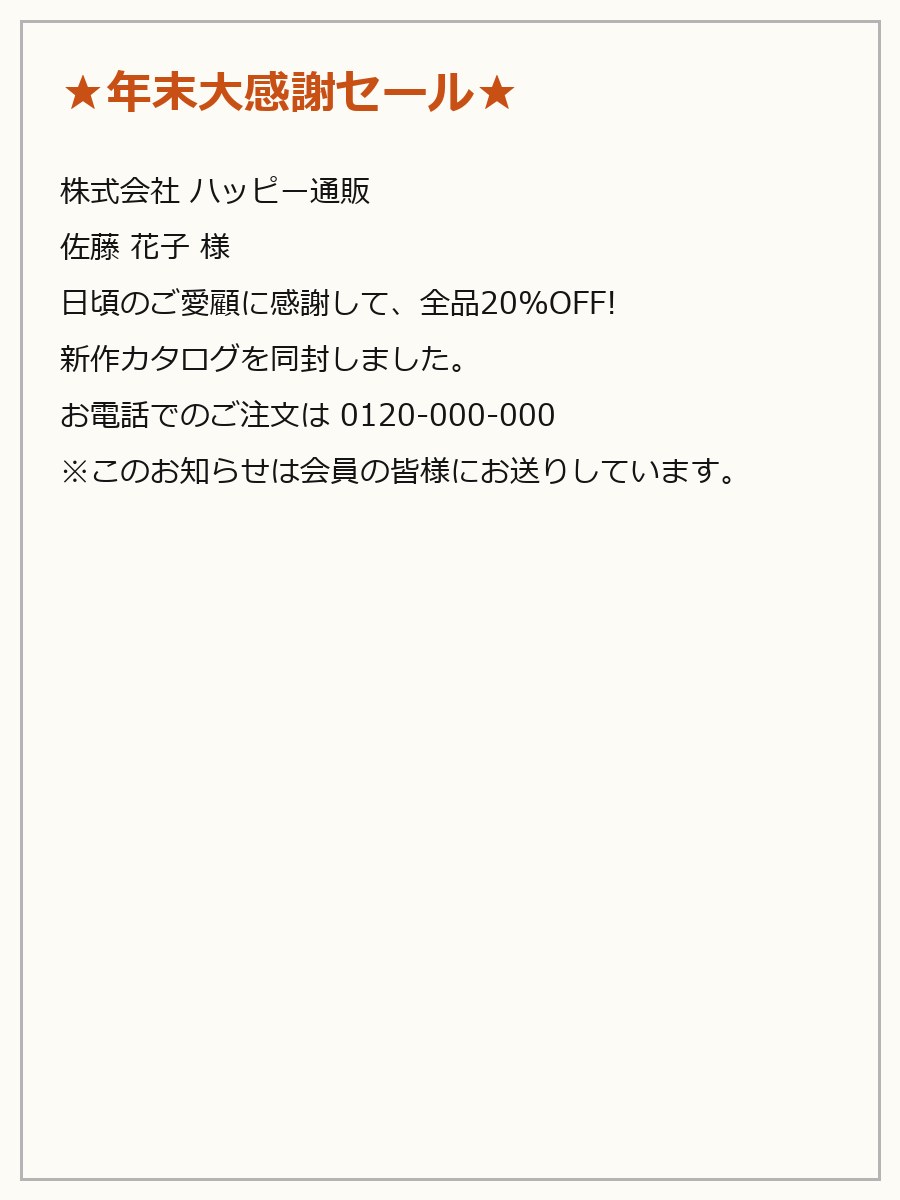 ★年末大感謝セール★
株式会社 ハッピー通販
佐藤 花子 様
日頃のご愛顧に感謝して、全品20%OFF!
新作カタログを同封しました。
お電話でのご注文は 0120-000-000
※このお知らせは会員の皆様にお送りしています。